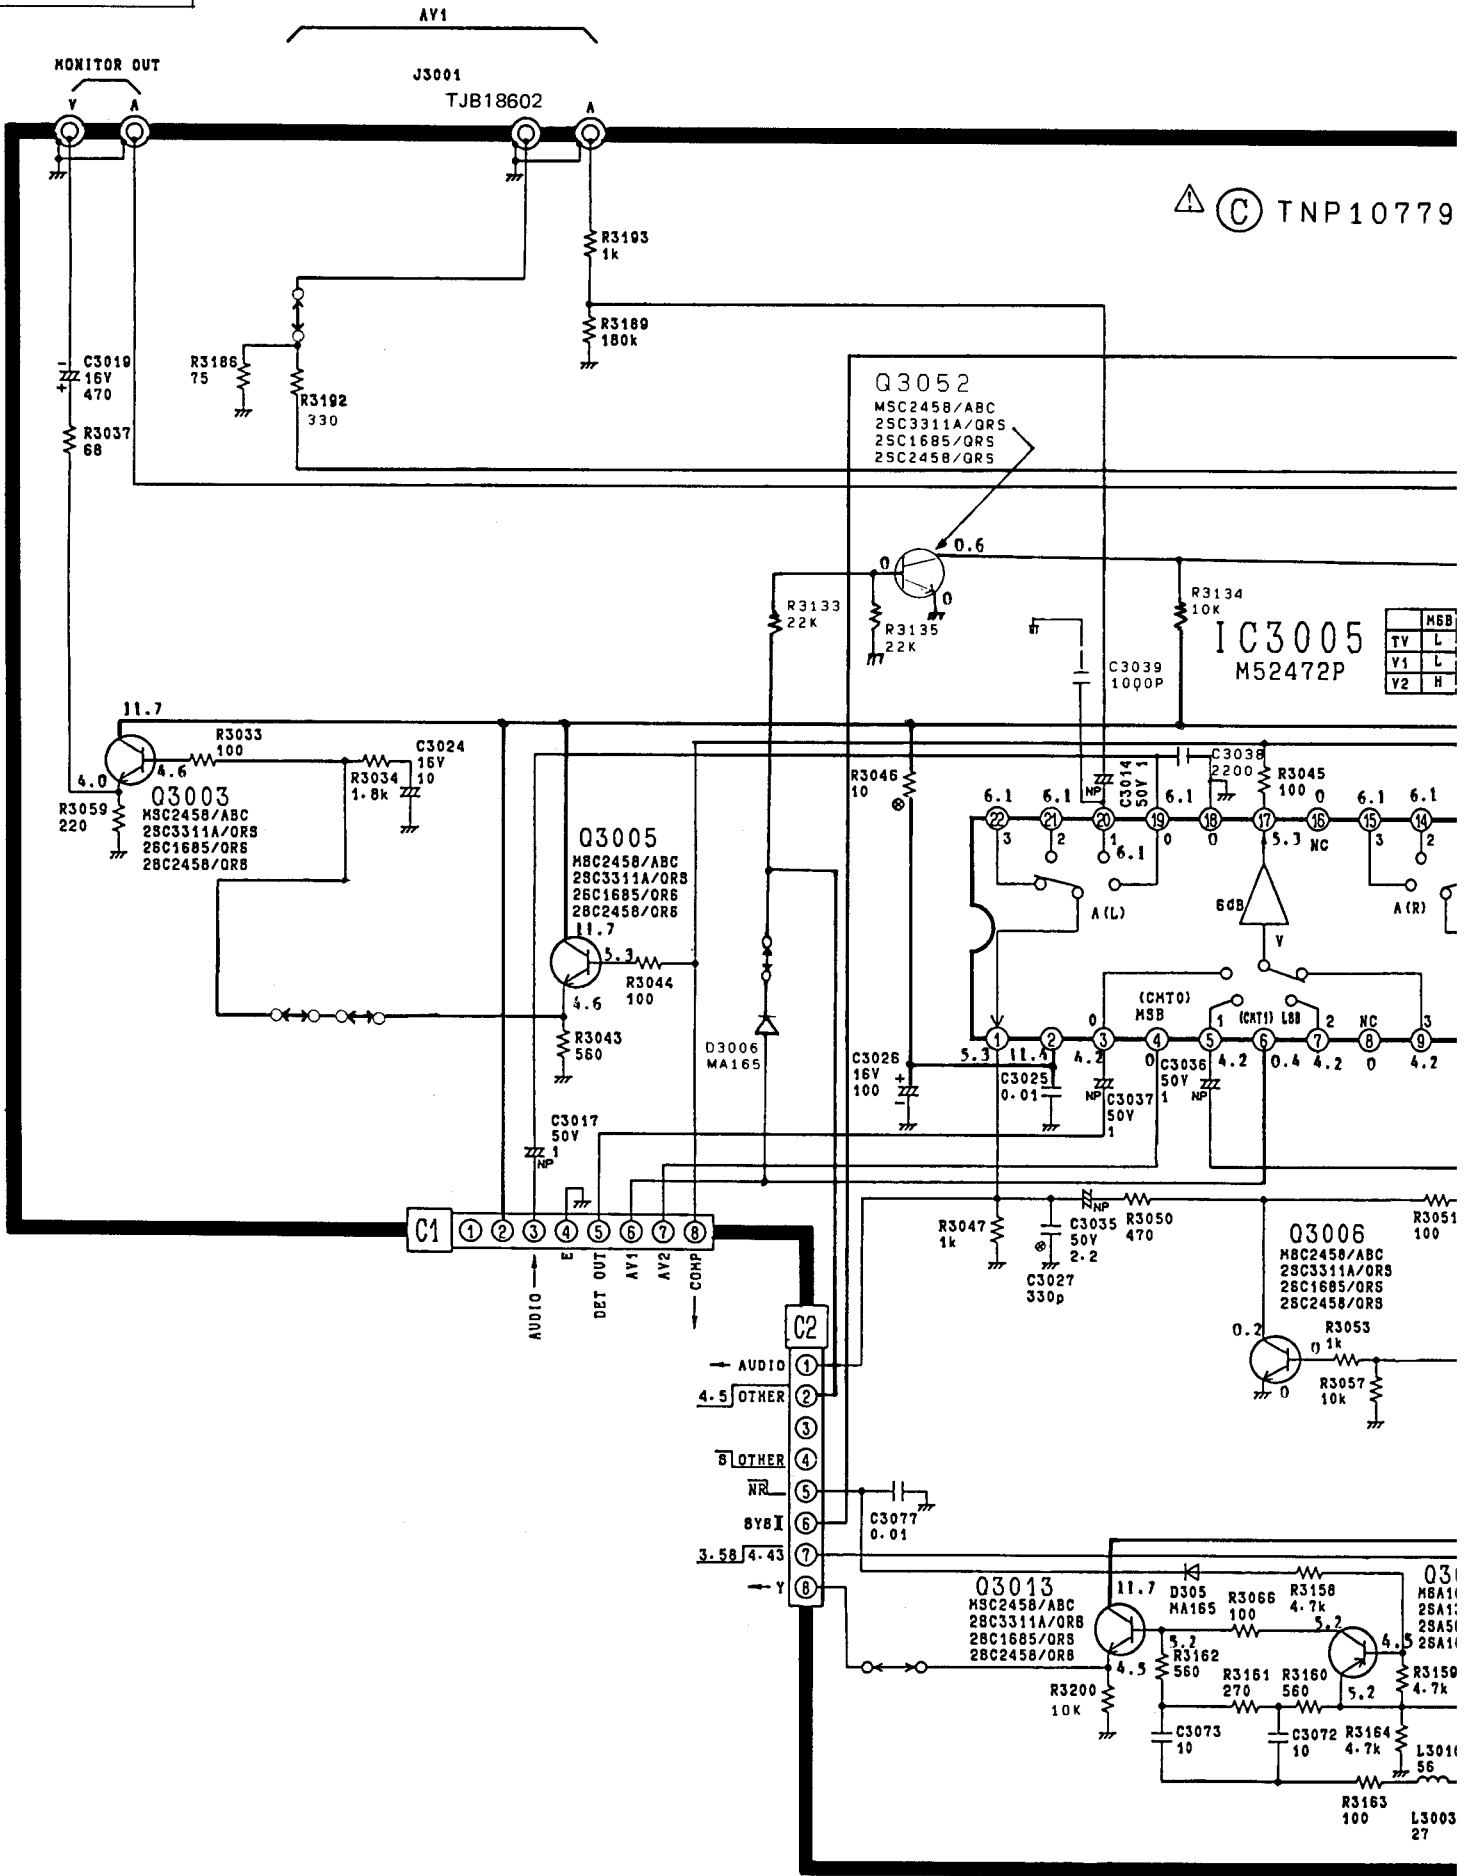 AV1
MONITOR OUT
V
A
J3001
TJB18602
A
⚠ Ⓒ TNP10779
R3193
1k
R3189
180k
C3019
16V
470
R3186
75
R3192
330
R3037
68
Q3052
MSC2458/ABC
2SC3311A/QRS
2SC1685/QRS
2SC2458/QRS
0.6
0
0
R3133
22K
R3135
22K
R3134
10K
C3039
1000P
IC3005
M52472P
MSB
TV L
V1 L
V2 H
11.7
R3033
100
4.6
4.0
R3034
1.8k
C3024
16V
10
R3059
220
Q3003
MSC2458/ABC
2SC3311A/QRS
2SC1685/QRS
2SC2458/QRS
Q3005
MSC2458/ABC
2SC3311A/QRS
2SC1685/QRS
2SC2458/QRS
11.7
5.3
4.6
R3044
100
R3043
560
R3046
10
C3014
50V 1
NP
C3038
2200
R3045
100
6.1 6.1 6.1 0 6.1 6.1
22 21 20 19 18 17 16 15 14
3 2 1 0 0 5.3 NC 3 2
6.1
A(L)
6dB
V
A(R)
(CMT0)
MSB
(CMT1) LSB
0 1 2 NC 3
1 2 3 4 5 6 7 8 9
5.3 11.4 4.2 0 4.2 0.4 4.2 0 4.2
D3006
MA165
C3026
16V
100
C3025
0.01
C3037
50V
1
NP
C3036
50V
1
NP
C3017
50V
1
NP
C1 1 2 3 4 5 6 7 8
AUDIO
E
DET OUT
AV1
AV2
COMP
R3047
1k
C3035
50V
2.2
NP
R3050
470
C3027
330p
R3051
100
Q3006
MSC2458/ABC
2SC3311A/QRS
2SC1685/QRS
2SC2458/QRS
0.2
0
0
R3053
1k
R3057
10k
C2
AUDIO 1
4.5 OTHER 2
3
S OTHER 4
NR 5
SYSⅡ 6
3.58 4.43 7
Y 8
C3077
0.01
Q3013
MSC2458/ABC
2SC3311A/QRS
2SC1685/QRS
2SC2458/QRS
11.7
5.2
4.5
D305
MA165
R3066
100
R3158
4.7k
5.2
4.5
5.2
R3162
560
R3161
270
R3160
560
R3159
4.7k
R3200
10K
C3073
10
C3072
10
R3164
4.7k
56
R3163
100
L3003
27